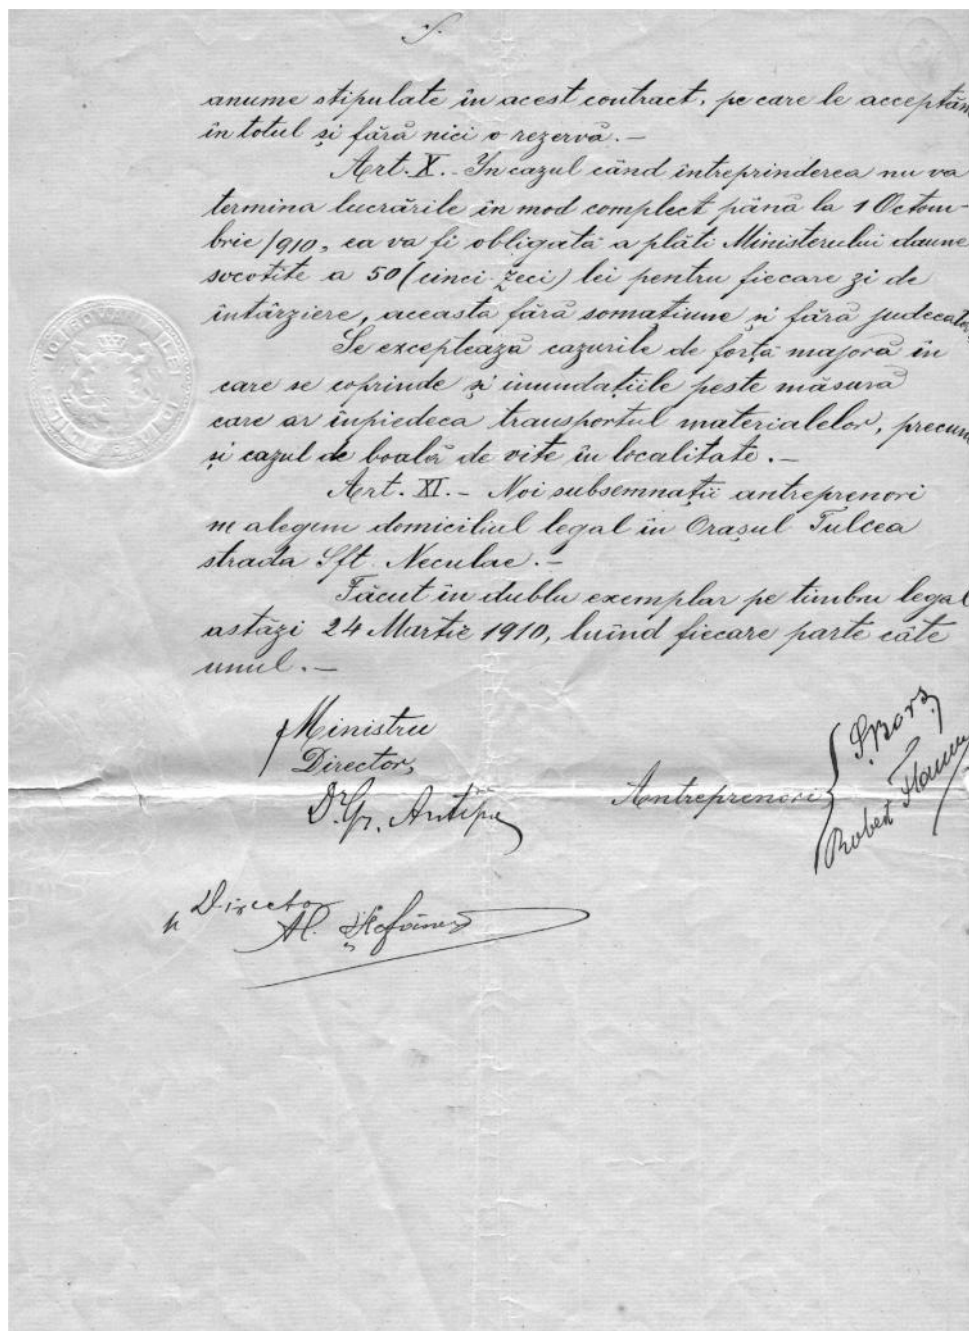 5.
anume stipulate în acest contract, pe care le acceptăm
în totul și fără nici o rezervă.—
Art. X.- In cazul când întreprinderea nu va
termina lucrările în mod complect până la 1 Octom-
brie 1910, ea va fi obligată a plăti Ministerului daune
socotite a 50 (cinci-zeci) lei pentru fiecare zi de
întârziere, aceasta fără somațiune și fără judecată
Se exceptează cazurile de forță majoră în
care se coprinde și inundațiile peste măsură
care ar înpiedeca transportul materialelor, precum
și cazul de boală de vite în localitate.—
Art. XI.— Noi subsemnații antreprenori
ne alegem domiciliul legal în Orașul Tulcea
strada Sft. Neculae.—
Făcut în dublu exemplar pe timbru legal
astăzi 24 Martie 1910, luînd fiecare parte câte
unul.—
Ministru
Director,
Dr. Gr. Antipa
Antreprenori
Robert
Director
Al.